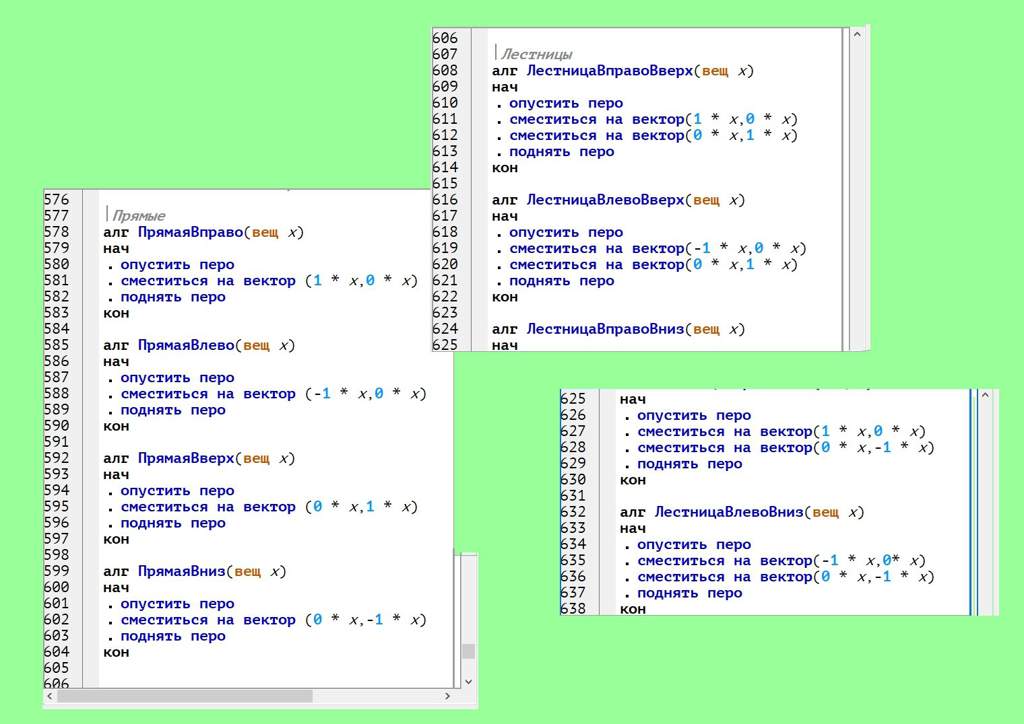 576
577 |Прямые
578 алг ПрямаяВправо(вещ x)
579 нач
580 . опустить перо
581 . сместиться на вектор (1 * x,0 * x)
582 . поднять перо
583 кон
584
585 алг ПрямаяВлево(вещ x)
586 нач
587 . опустить перо
588 . сместиться на вектор (-1 * x,0 * x)
589 . поднять перо
590 кон
591
592 алг ПрямаяВверх(вещ x)
593 нач
594 . опустить перо
595 . сместиться на вектор (0 * x,1 * x)
596 . поднять перо
597 кон
598
599 алг ПрямаяВниз(вещ x)
600 нач
601 . опустить перо
602 . сместиться на вектор (0 * x,-1 * x)
603 . поднять перо
604 кон
605
606
606
607 |Лестницы
608 алг ЛестницаВправоВверх(вещ x)
609 нач
610 . опустить перо
611 . сместиться на вектор(1 * x,0 * x)
612 . сместиться на вектор(0 * x,1 * x)
613 . поднять перо
614 кон
615
616 алг ЛестницаВлевоВверх(вещ x)
617 нач
618 . опустить перо
619 . сместиться на вектор(-1 * x,0 * x)
620 . сместиться на вектор(0 * x,1 * x)
621 . поднять перо
622 кон
623
624 алг ЛестницаВправоВниз(вещ x)
625 нач
625 нач
626 . опустить перо
627 . сместиться на вектор(1 * x,0 * x)
628 . сместиться на вектор(0 * x,-1 * x)
629 . поднять перо
630 кон
631
632 алг ЛестницаВлевоВниз(вещ x)
633 нач
634 . опустить перо
635 . сместиться на вектор(-1 * x,0* x)
636 . сместиться на вектор(0 * x,-1 * x)
637 . поднять перо
638 кон